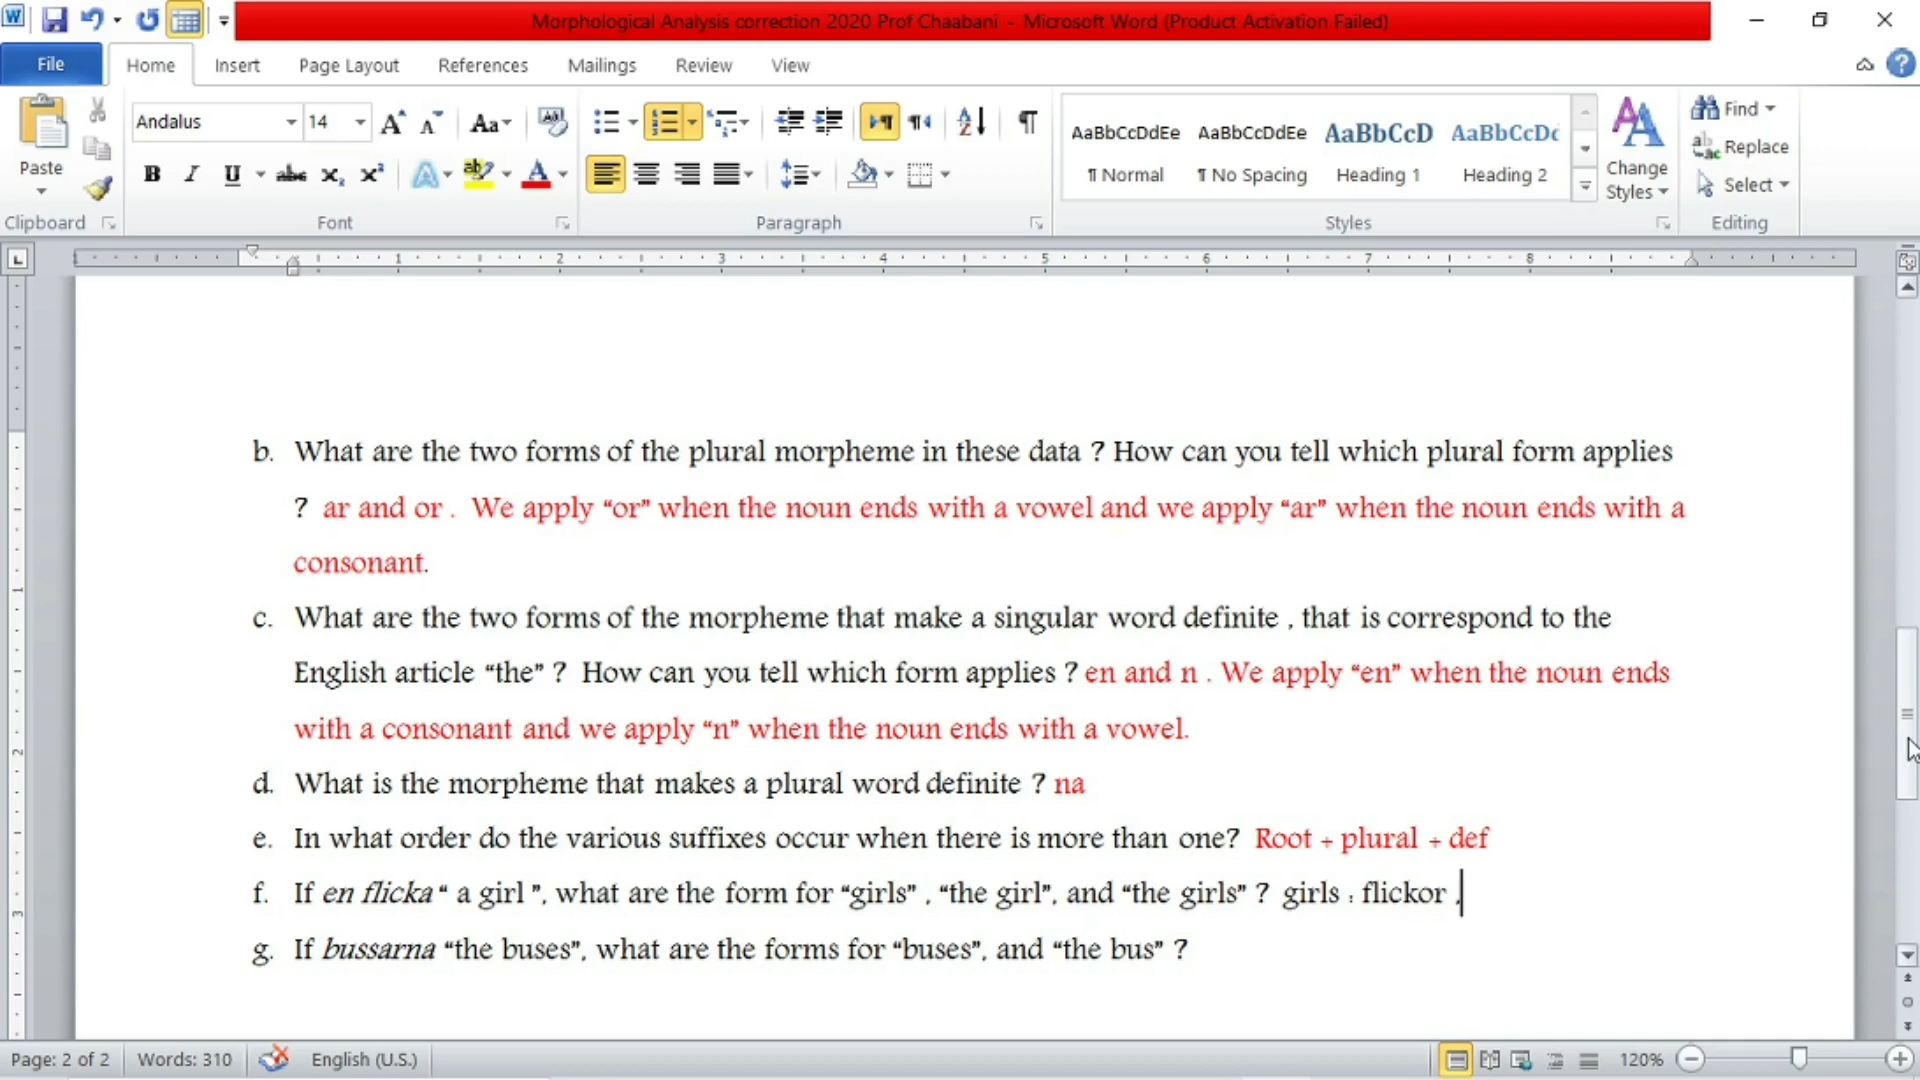 Morphological Analysis correction 2020 Prof Chaabani - Microsoft Word (Product Activation Failed)
File Home Insert Page Layout References Mailings Review View
Andalus 14
AaBbCcDdEe AaBbCcDdEe AaBbCcD AaBbCcDd
Find
Replace
Select
Paste
¶ Normal ¶ No Spacing Heading 1 Heading 2
Change Styles
Clipboard Font Paragraph Styles Editing
1 2 3 4 5 6 7 8
b. What are the two forms of the plural morpheme in these data ? How can you tell which plural form applies
? ar and or . We apply “or” when the noun ends with a vowel and we apply “ar” when the noun ends with a
consonant.
c. What are the two forms of the morpheme that make a singular word definite , that is correspond to the
English article “the” ? How can you tell which form applies ? en and n . We apply “en” when the noun ends
with a consonant and we apply “n” when the noun ends with a vowel.
d. What is the morpheme that makes a plural word definite ? na
e. In what order do the various suffixes occur when there is more than one? Root + plural + def
f. If en flicka “ a girl ”, what are the form for “girls” , “the girl”, and “the girls” ? girls : flickor ,
g. If bussarna “the buses”, what are the forms for “buses”, and “the bus” ?
Page: 2 of 2 Words: 310 English (U.S.) 120%